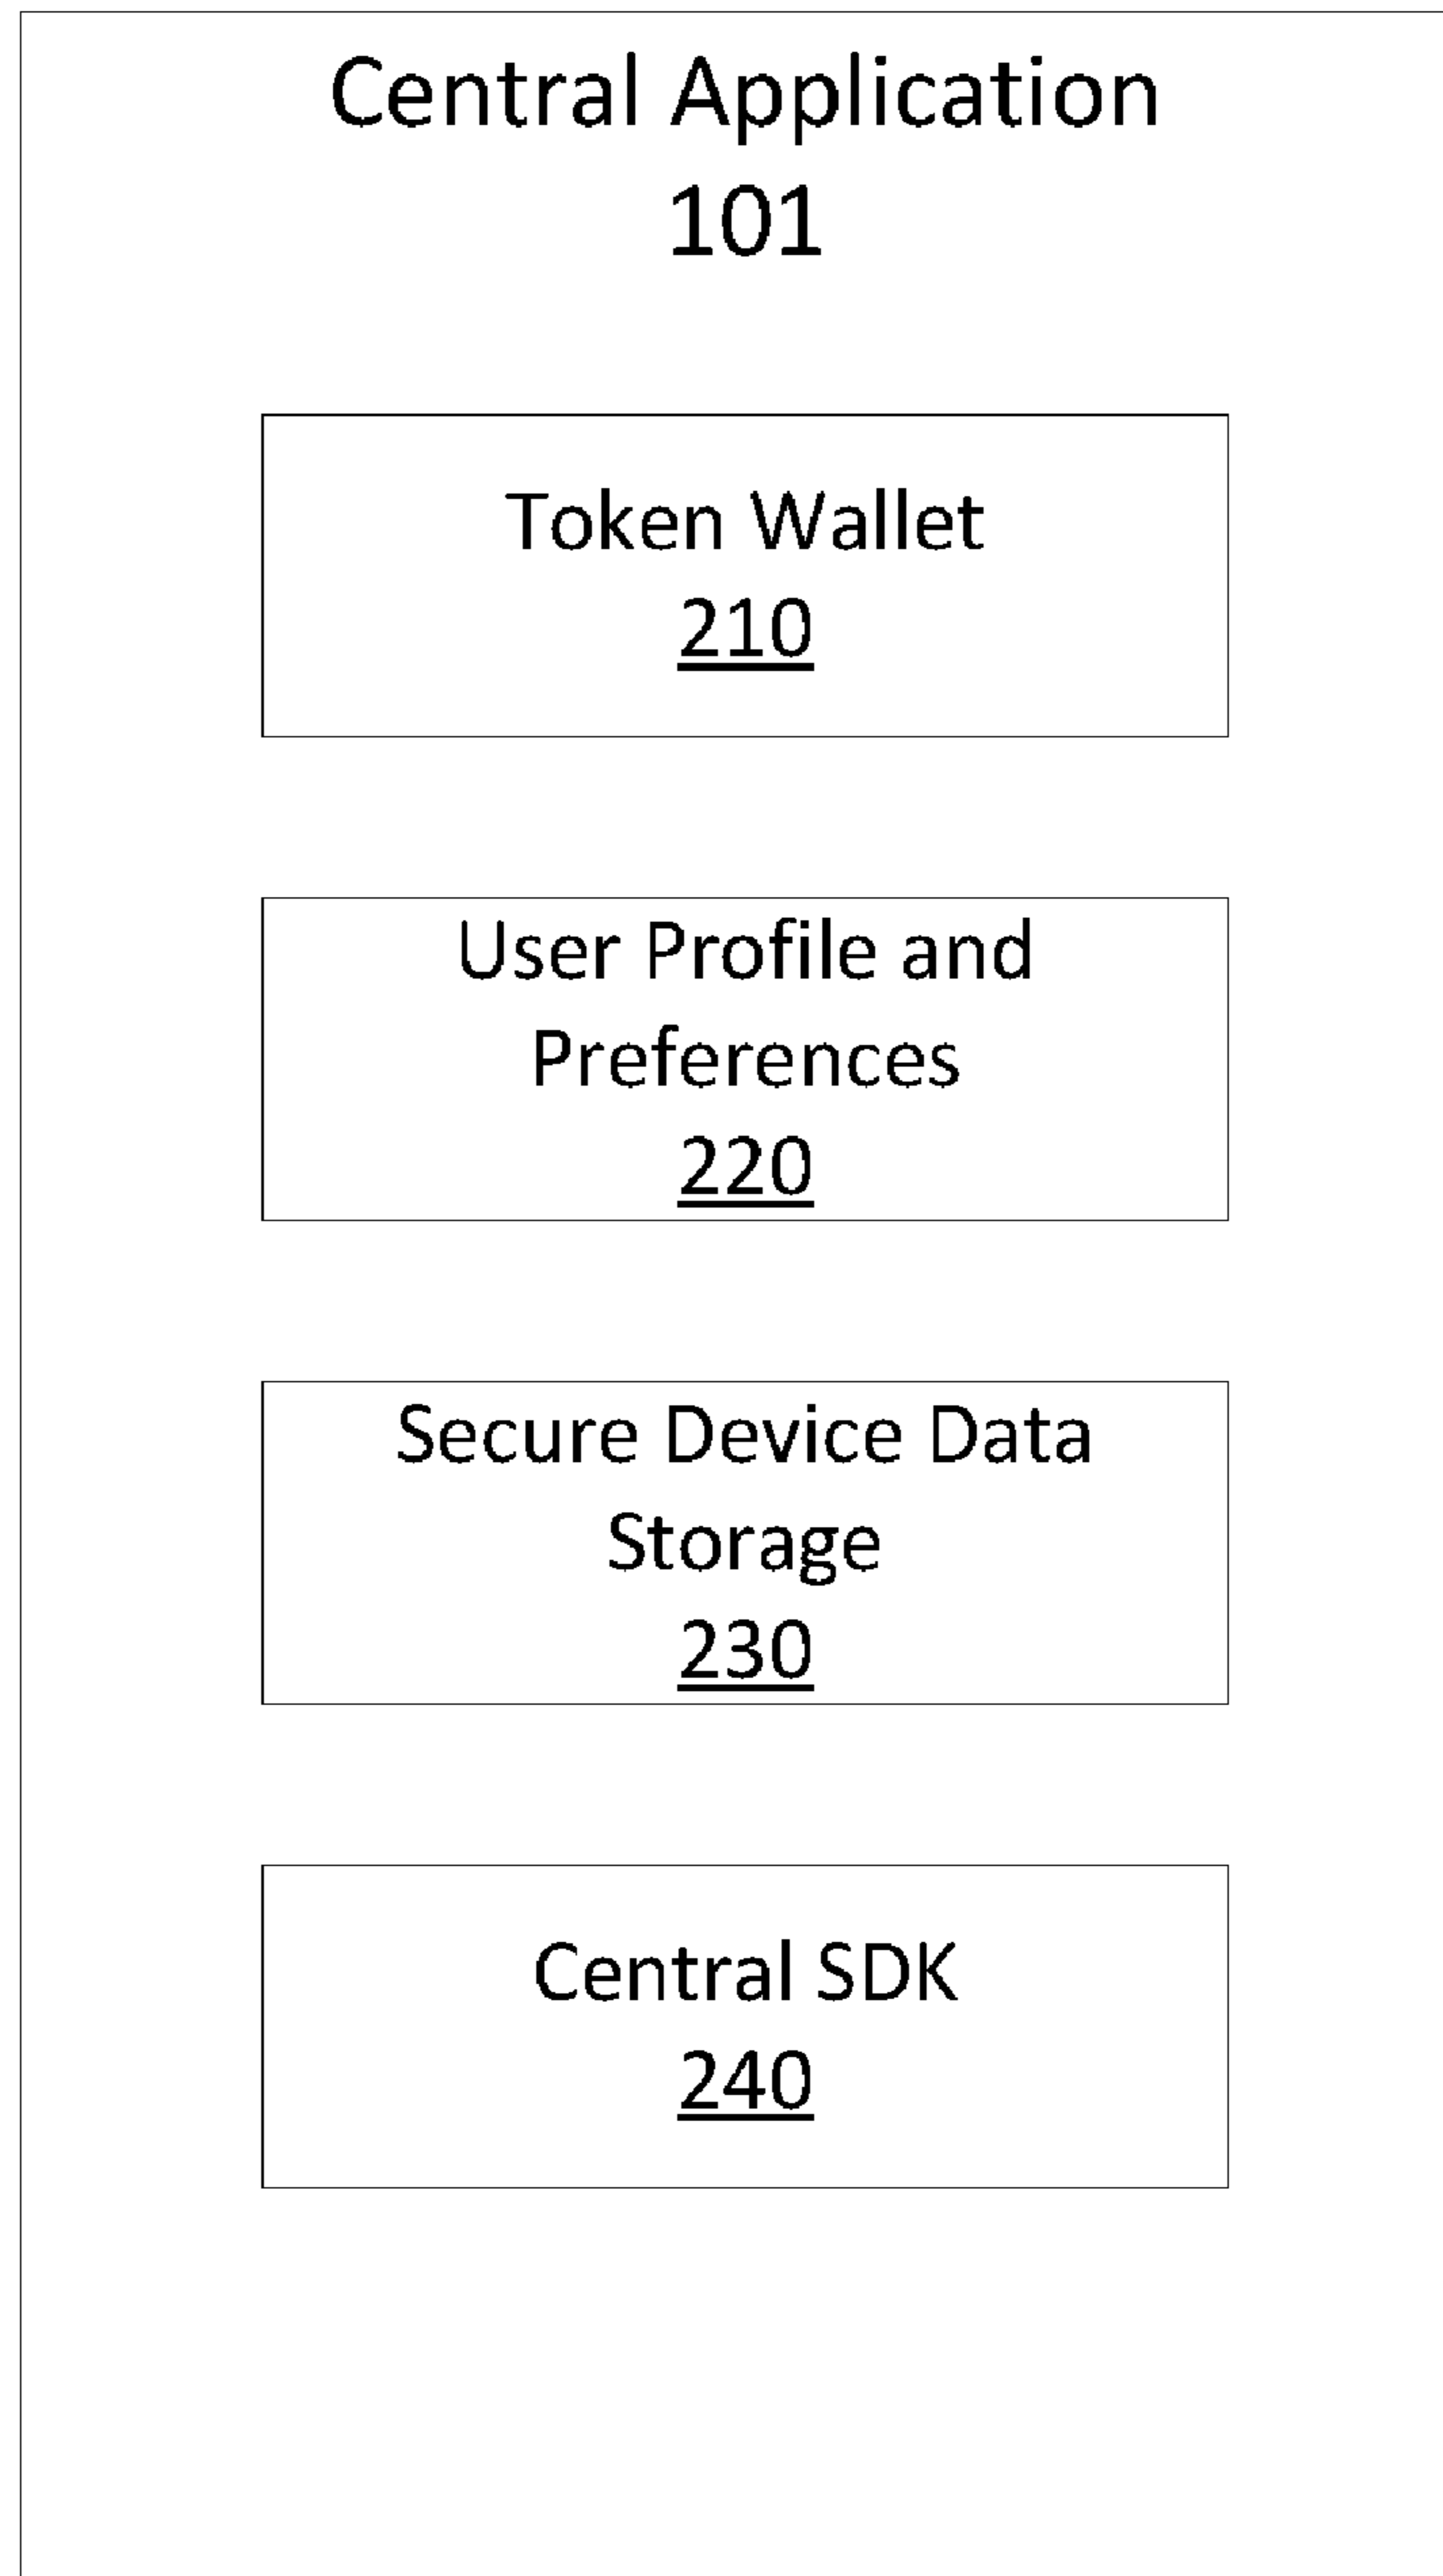 Central Application
101
Token Wallet
210
User Profile and
Preferences
220
Secure Device Data
Storage
230
Central SDK
240